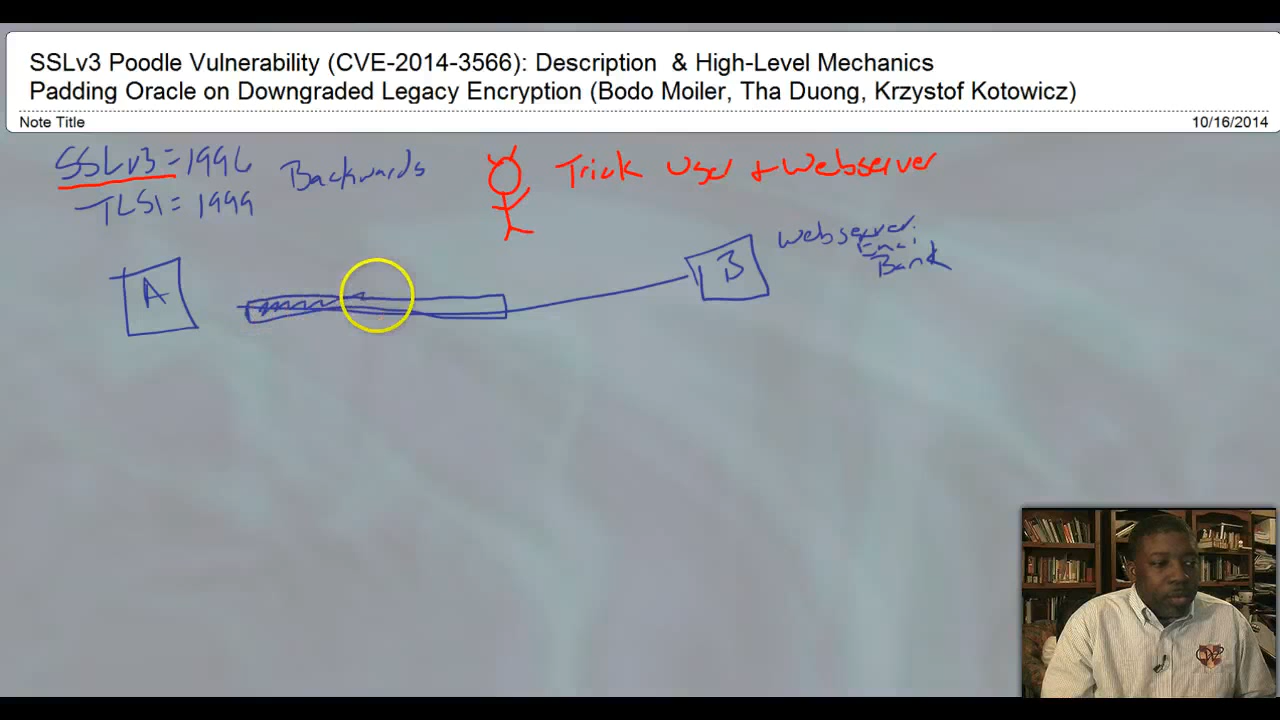 SSLv3 Poodle Vulnerability (CVE-2014-3566): Description & High-Level Mechanics
Padding Oracle on Downgraded Legacy Encryption (Bodo Moiler, Tha Duong, Krzystof Kotowicz)
Note Title
10/16/2014
SSLv3 = 1996 Backwards
TLS1 = 1999
Trick User + Webserver
Webserver
Bank
A
B